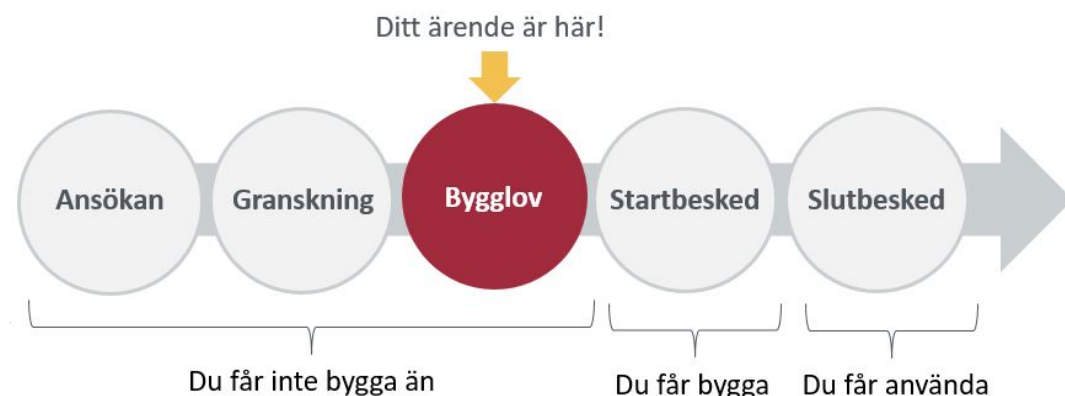 Ditt ärende är här!
Ansökan
Granskning
Bygglov
Startbesked
Slutbesked
Du får inte bygga än
Du får bygga
Du får använda